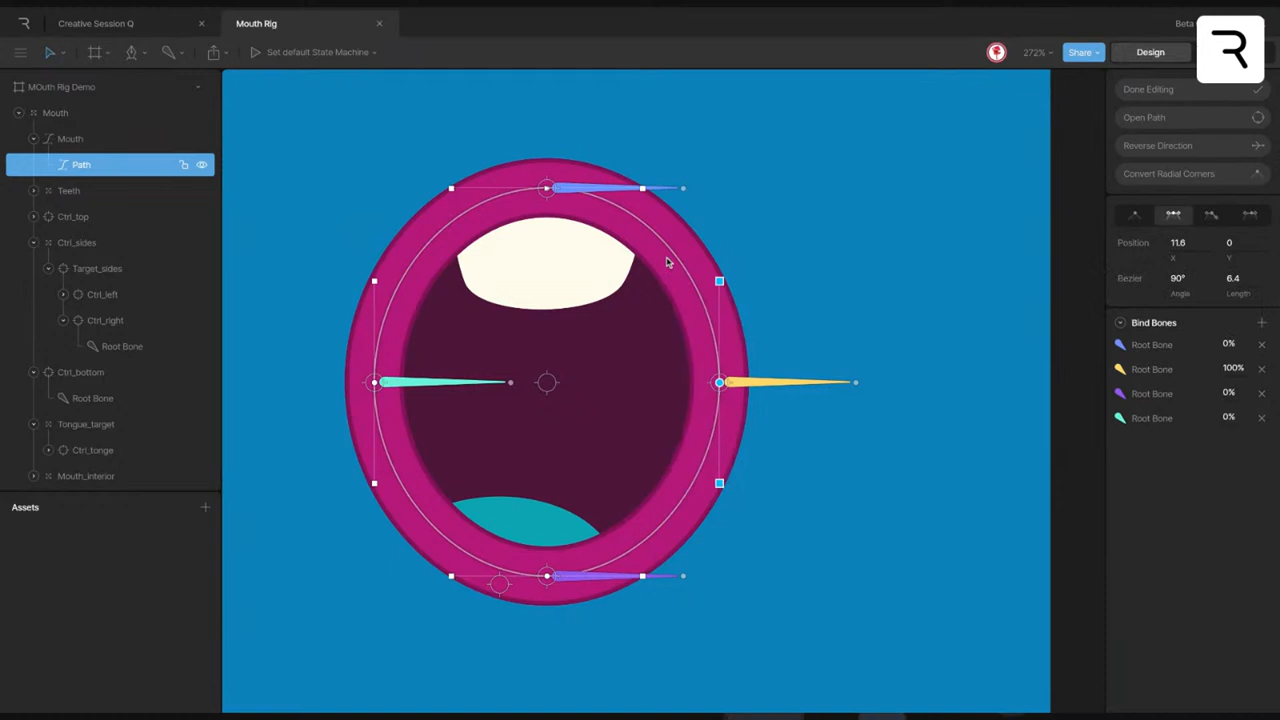 Creative Session Q
Mouth Rig
Beta
Set default State Machine
272%
Share
Design
MOuth Rig Demo
Mouth
Mouth
Path
Teeth
Ctrl_top
Ctrl_sides
Target_sides
Ctrl_left
Ctrl_right
Root Bone
Ctrl_bottom
Root Bone
Tongue_target
Ctrl_tonge
Mouth_interior
Assets
Done Editing
Open Path
Reverse Direction
Convert Radial Corners
Position 11.6 0
X Y
Bezier 90° 6.4
Angle Length
Bind Bones
Root Bone 0%
Root Bone 100%
Root Bone 0%
Root Bone 0%